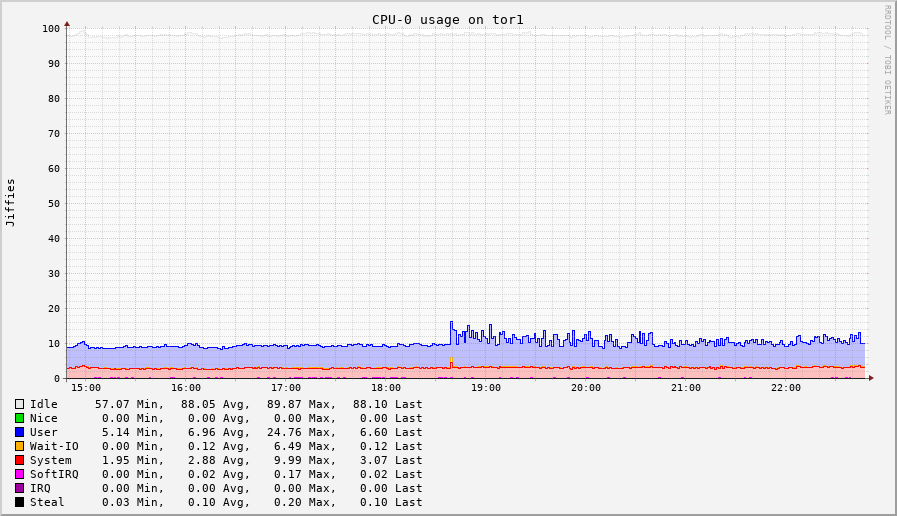 CPU-0 usage on tor1
RRDTOOL / TOBI OETIKER
Jiffies
100
90
80
70
60
50
40
30
20
10
0
15:00 16:00 17:00 18:00 19:00 20:00 21:00 22:00
Idle 57.07 Min, 88.05 Avg, 89.87 Max, 88.10 Last
Nice 0.00 Min, 0.00 Avg, 0.00 Max, 0.00 Last
User 5.14 Min, 6.96 Avg, 24.76 Max, 6.60 Last
Wait-IO 0.00 Min, 0.12 Avg, 6.49 Max, 0.12 Last
System 1.95 Min, 2.88 Avg, 9.99 Max, 3.07 Last
SoftIRQ 0.00 Min, 0.02 Avg, 0.17 Max, 0.02 Last
IRQ 0.00 Min, 0.00 Avg, 0.00 Max, 0.00 Last
Steal 0.03 Min, 0.10 Avg, 0.20 Max, 0.10 Last